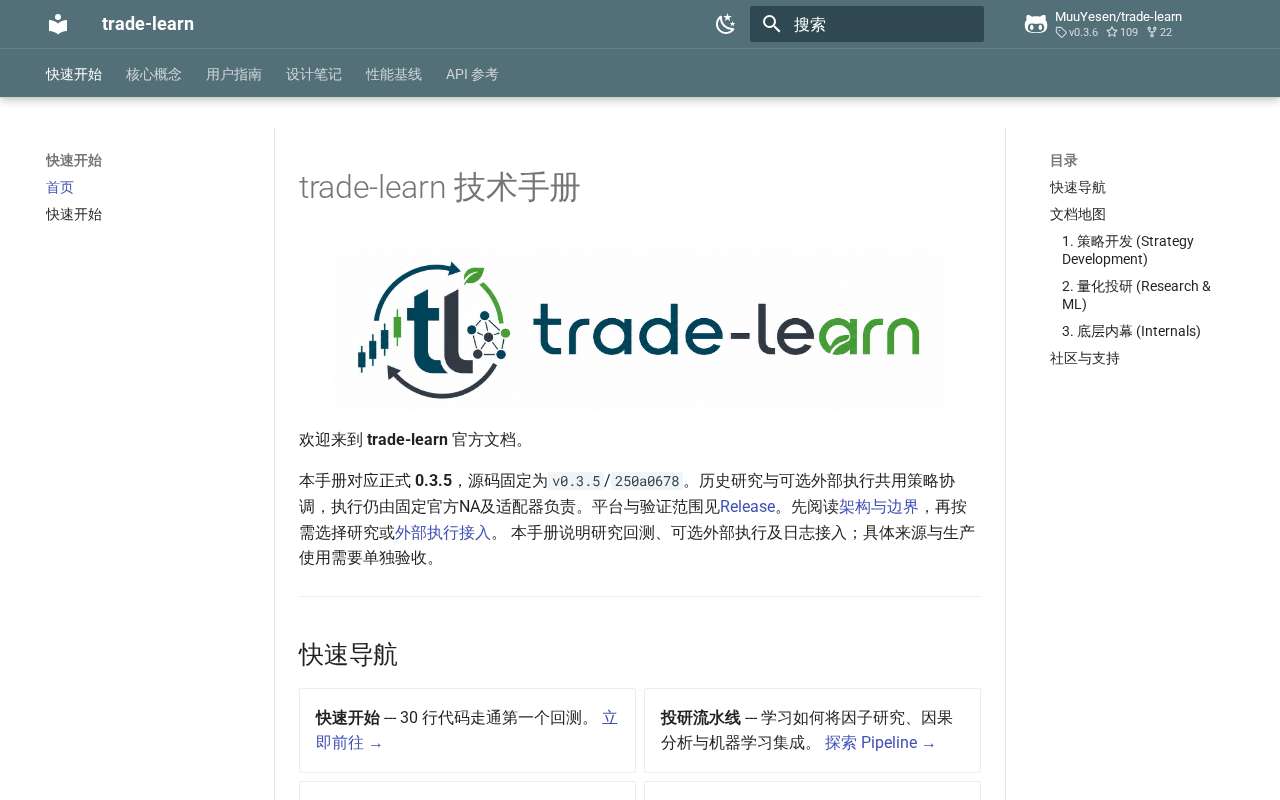 trade-learn
搜索
MuuYesen/trade-learn
v0.3.6 109 22
快速开始 核心概念 用户指南 设计笔记 性能基线 API 参考
快速开始
首页
快速开始
trade-learn 技术手册
tl trade-learn
欢迎来到 trade-learn 官方文档。
本手册对应正式 0.3.5，源码固定为 v0.3.5 / 250a0678 。历史研究与可选外部执行共用策略协
调，执行仍由固定官方NA及适配器负责。平台与验证范围见Release。先阅读架构与边界，再按
需选择研究或外部执行接入。 本手册说明研究回测、可选外部执行及日志接入；具体来源与生产
使用需要单独验收。
快速导航
快速开始 — 30 行代码走通第一个回测。 立
即前往 →
投研流水线 --- 学习如何将因子研究、因果
分析与机器学习集成。 探索 Pipeline →
目录
快速导航
文档地图
1. 策略开发 (Strategy
Development)
2. 量化投研 (Research &
ML)
3. 底层内幕 (Internals)
社区与支持